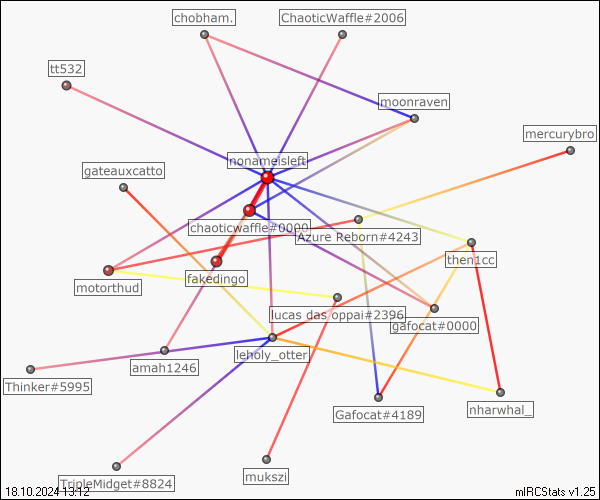 chobham.
ChaoticWaffle#2006
tt532
moonraven
mercurybro
nonameisleft
gateauxcatto
chaoticwaffle#0000
Azure Reborn#4243
then1cc
fakedingo
motorthud
lucas das oppai#2396
gafocat#0000
leholy_otter
amah1246
Thinker#5995
Gafocat#4189
nharwhal_
mukszi
TripleMidget#8824
18.10.2024 13:12
mIRCStats v1.25